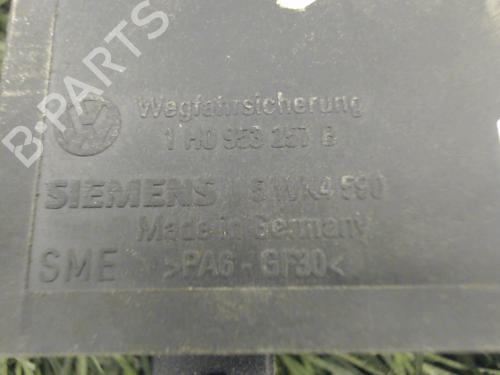 B-PARTS
Wegfahrsicherung
1 H0 953 257 B
SIEMENS 5WK4 590
Made in Germany
SME >PA6 - GF30<